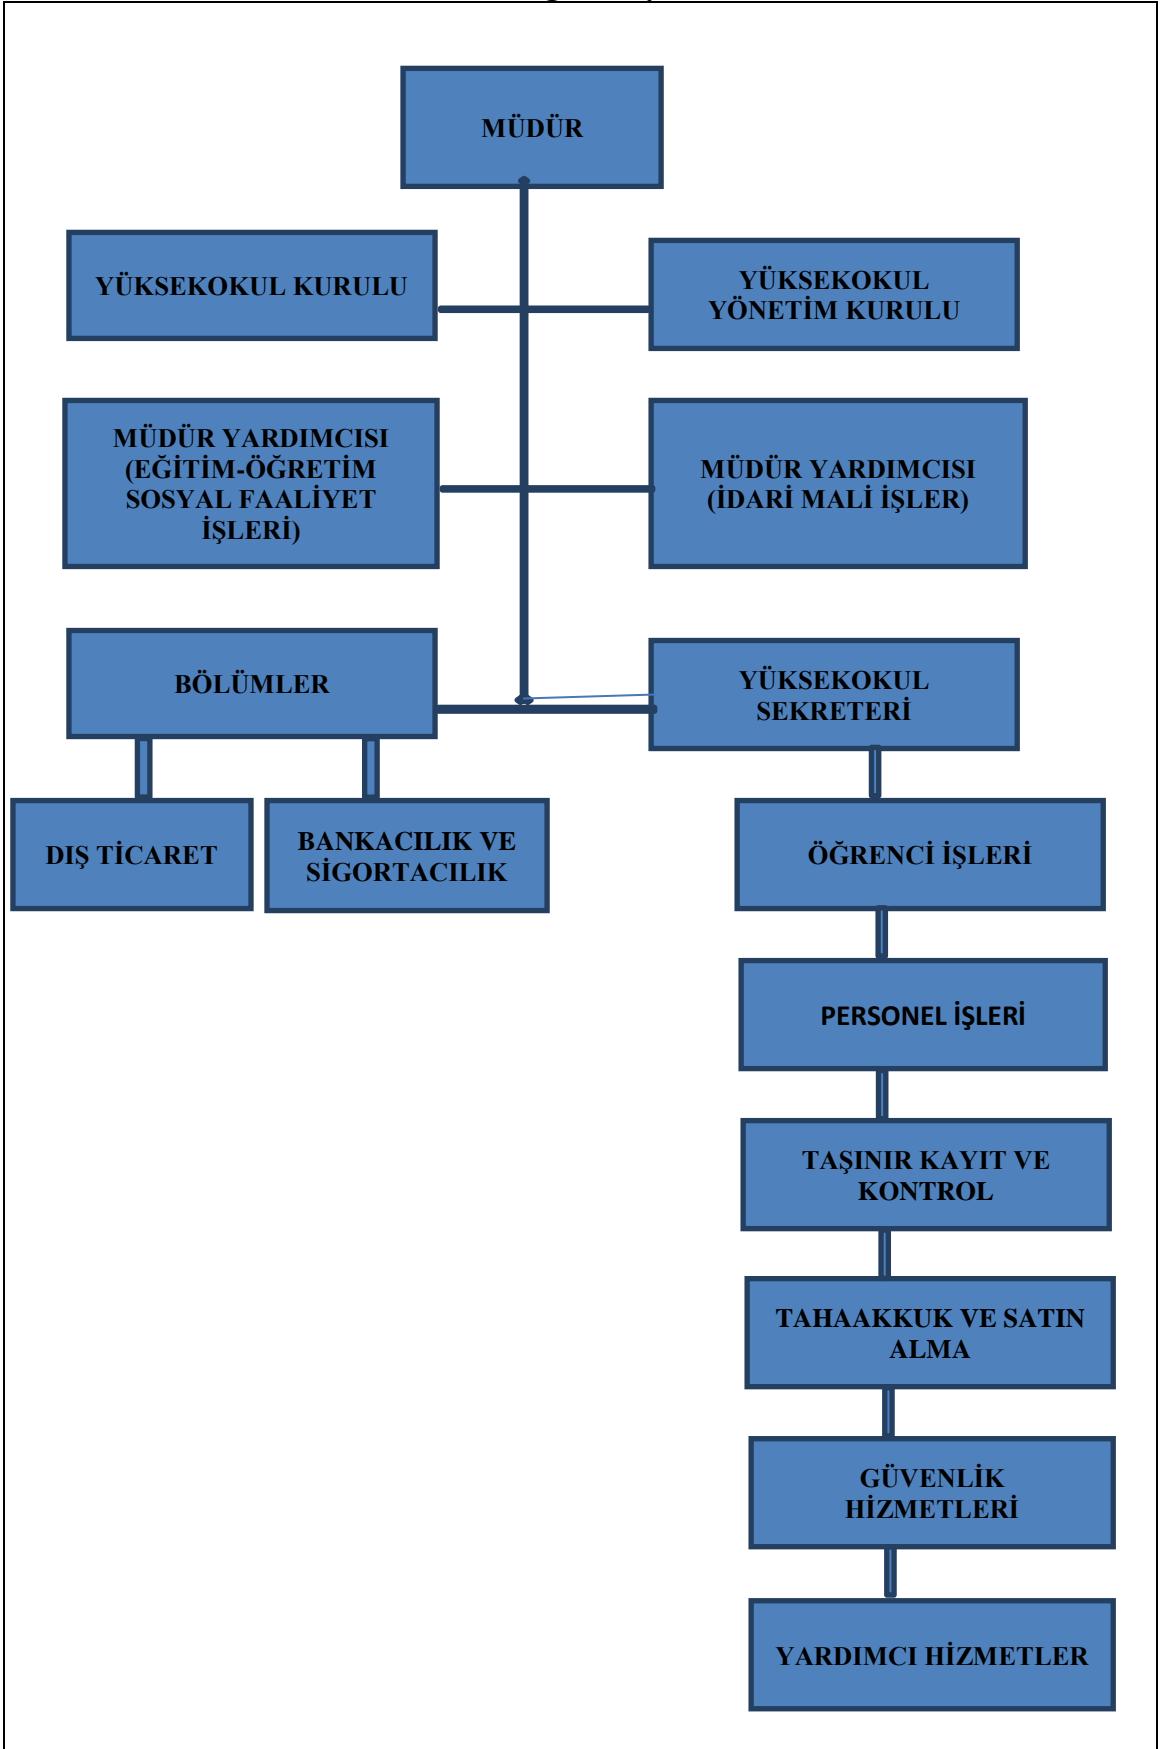 MÜDÜR
YÜKSEKOKUL KURULU
YÜKSEKOKUL
YÖNETİM KURULU
MÜDÜR YARDIMCISI
(EĞİTİM-ÖĞRETİM
SOSYAL FAALİYET
İŞLERİ)
MÜDÜR YARDIMCISI
(İDARİ MALİ İŞLER)
BÖLÜMLER
YÜKSEKOKUL
SEKRETERİ
DIŞ TİCARET
BANKACILIK VE
SİGORTACILIK
ÖĞRENCİ İŞLERİ
PERSONEL İŞLERİ
TAŞINIR KAYIT VE
KONTROL
TAHAAKKUK VE SATIN
ALMA
GÜVENLİK
HİZMETLERİ
YARDIMCI HİZMETLER